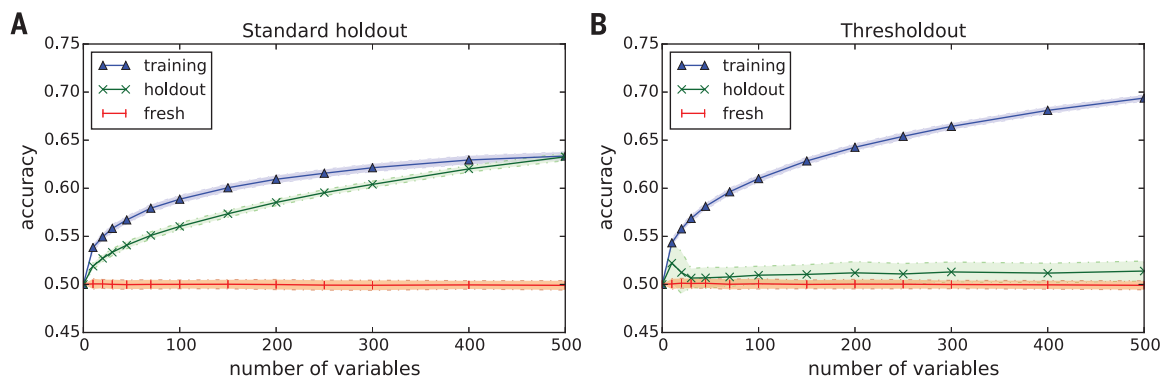 A
Standard holdout
0.75
0.70
0.65
0.60
0.55
0.50
0.45
accuracy
training
holdout
fresh
0 100 200 300 400 500
number of variables
B
Thresholdout
0.75
0.70
0.65
0.60
0.55
0.50
0.45
accuracy
training
holdout
fresh
0 100 200 300 400 500
number of variables